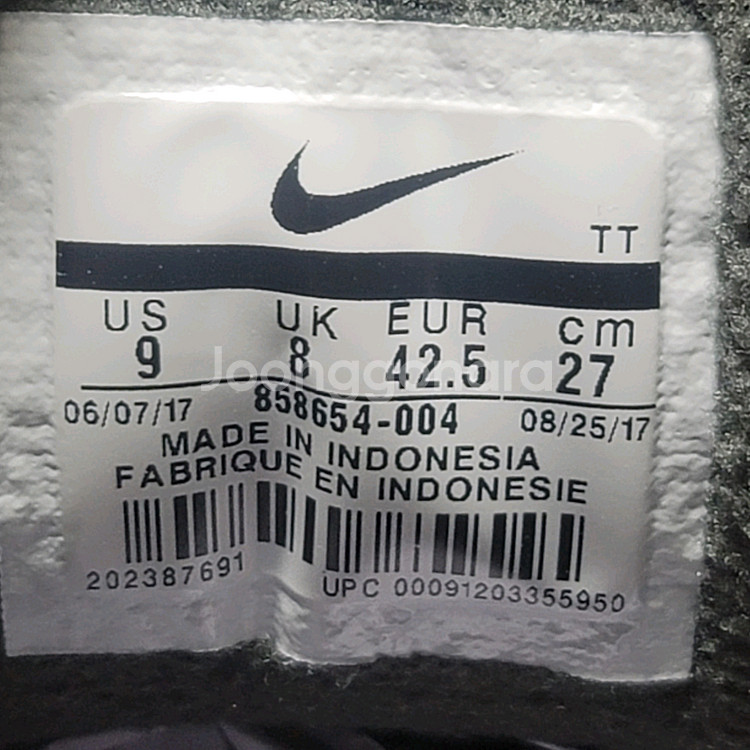 TT
US UK EUR cm
9 8 42.5 27
Joonggonara
06/07/17 858654-004 08/25/17
MADE IN INDONESIA
FABRIQUE EN INDONESIE
202387691 UPC 00091203355950